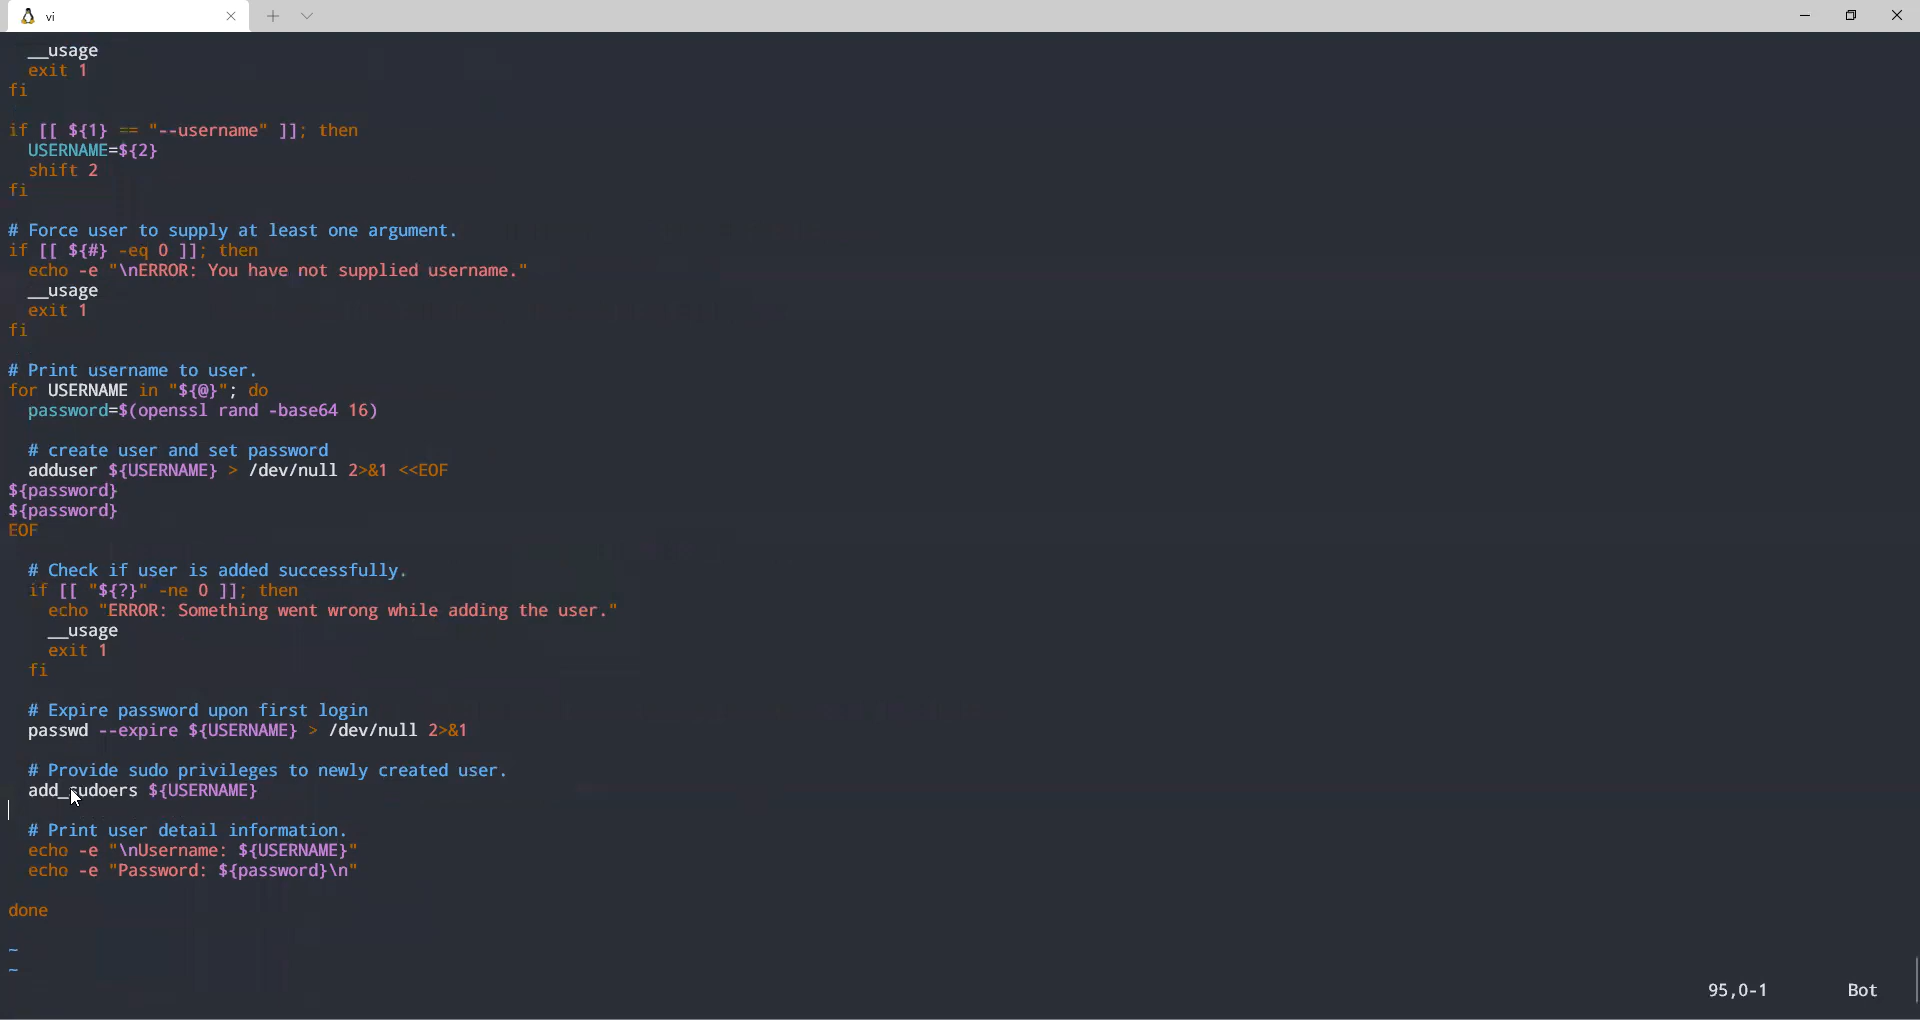 vi
__usage
exit 1
fi
if [[ ${1} == "--username" ]]; then
USERNAME=${2}
shift 2
fi
# Force user to supply at least one argument.
if [[ ${#} -eq 0 ]]; then
echo -e "\nERROR: You have not supplied username."
__usage
exit 1
fi
# Print username to user.
for USERNAME in "${@}"; do
password=$(openssl rand -base64 16)
# create user and set password
adduser ${USERNAME} > /dev/null 2>&1 <<EOF
${password}
${password}
EOF
# Check if user is added successfully.
if [[ "${?}" -ne 0 ]]; then
echo "ERROR: Something went wrong while adding the user."
__usage
exit 1
fi
# Expire password upon first login
passwd --expire ${USERNAME} > /dev/null 2>&1
# Provide sudo privileges to newly created user.
add_sudoers ${USERNAME}
# Print user detail information.
echo -e "\nUsername: ${USERNAME}"
echo -e "Password: ${password}\n"
done
~
~
95,0-1 Bot